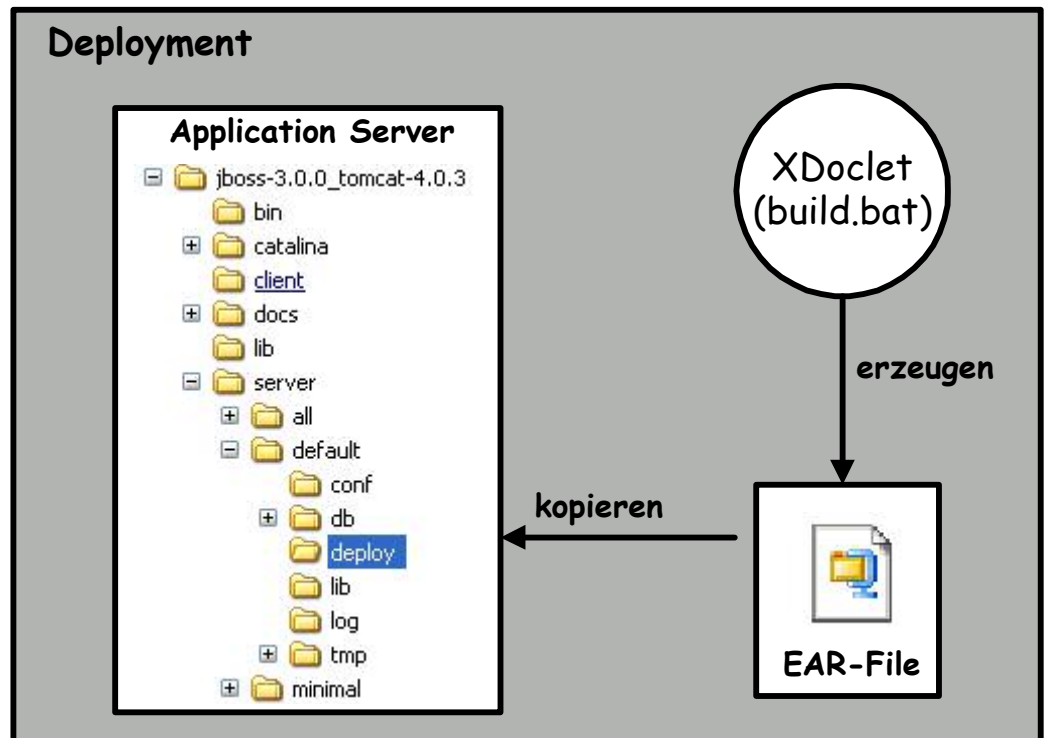 Deployment
Application Server
jboss-3.0.0_tomcat-4.0.3
bin
catalina
client
docs
lib
server
all
default
conf
db
deploy
lib
log
tmp
minimal
XDoclet
(build.bat)
erzeugen
kopieren
EAR-File